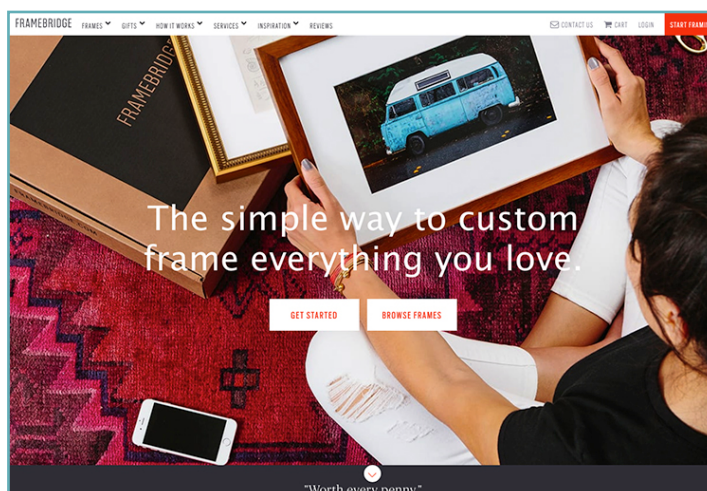 FRAMEBRIDGE FRAMES GIFTS HOW IT WORKS SERVICES INSPIRATION REVIEWS CONTACT US CART LOGIN START FRAMING
FRAMEBRIDGE
The simple way to custom
frame everything you love.
GET STARTED BROWSE FRAMES
"Worth every penny."